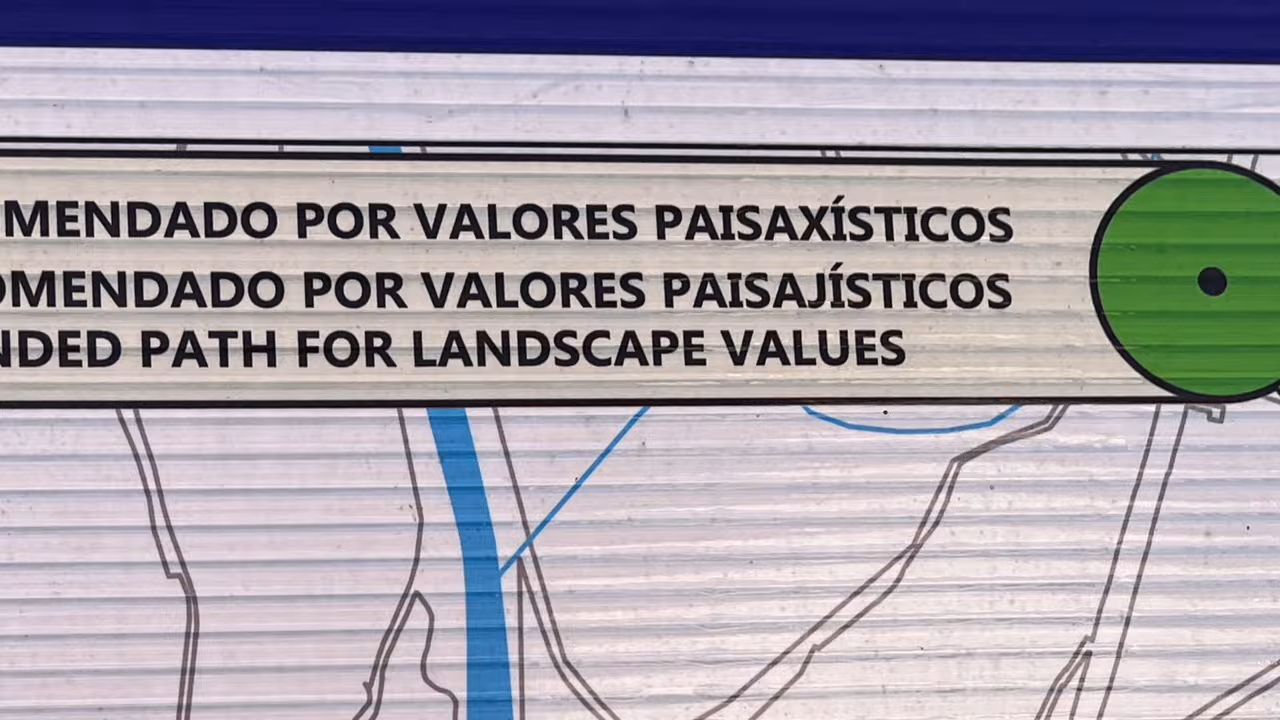 MENDADO POR VALORES PAISAXÍSTICOS
OMENDADO POR VALORES PAISAJÍSTICOS
NDED PATH FOR LANDSCAPE VALUES